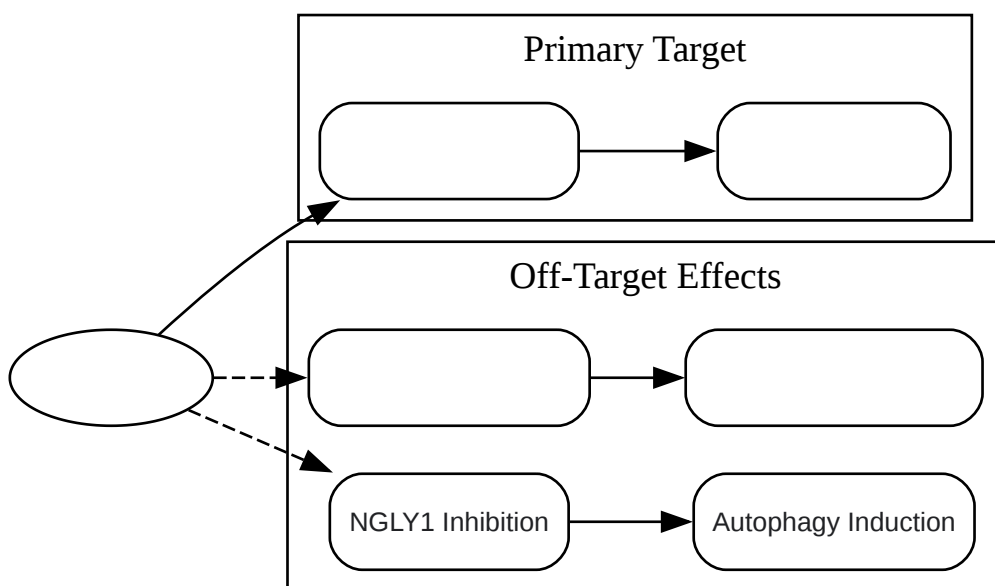 Primary Target
Off-Target Effects
NGLY1 Inhibition
Autophagy Induction